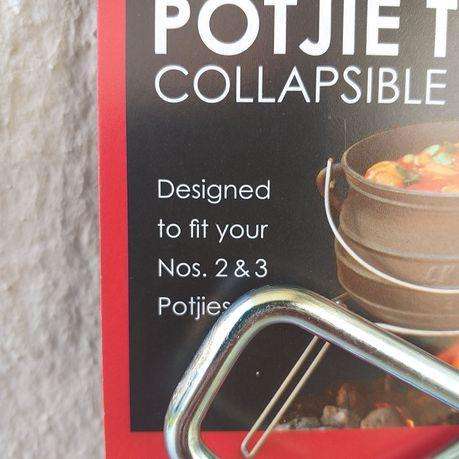 POTJIE T
COLLAPSIBLE
Designed
to fit your
Nos. 2 & 3
Potjies